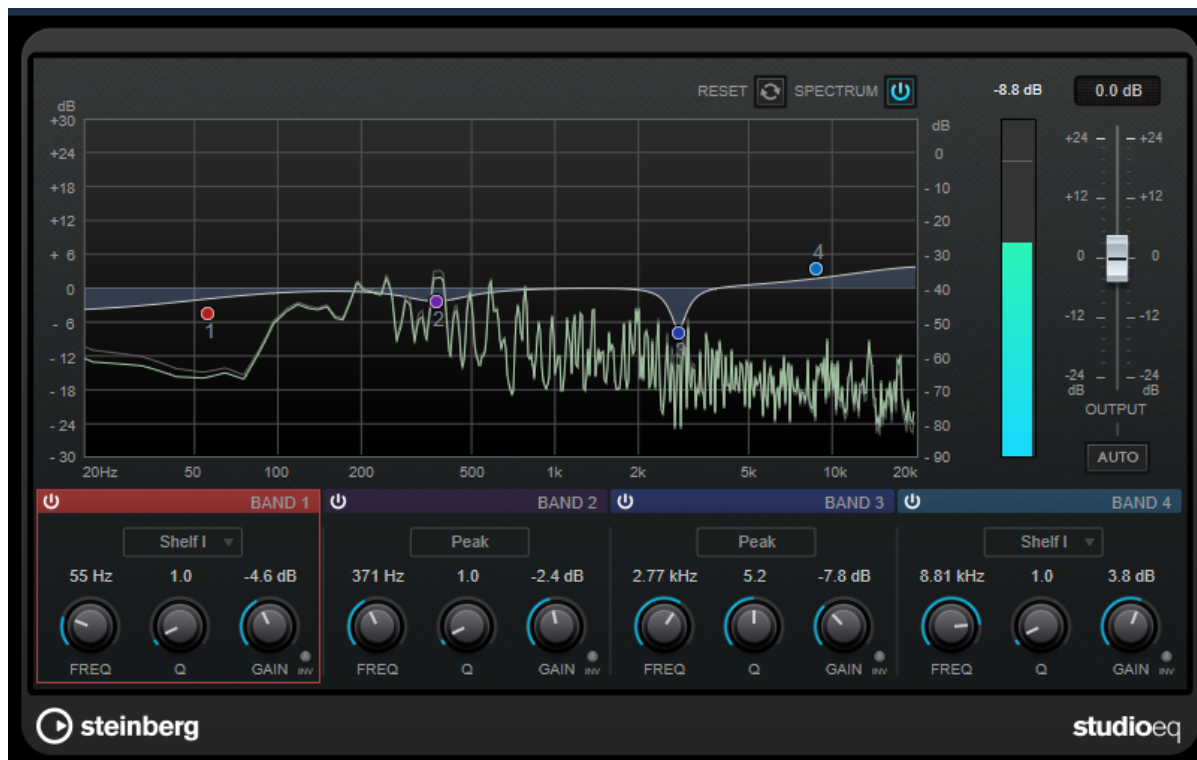 RESET SPECTRUM -8.8 dB 0.0 dB
dB
+30
+24
+18
+12
+ 6
0
- 6
- 12
- 18
- 24
- 30
1
2
3
4
dB
0
- 10
- 20
- 30
- 40
- 50
- 60
- 70
- 80
- 90
20Hz 50 100 200 500 1k 2k 5k 10k 20k
+24 +24
+12 +12
0 0
-12 -12
-24 -24
dB dB
OUTPUT
AUTO
BAND 1
Shelf I
55 Hz 1.0 -4.6 dB
FREQ Q GAIN INV
BAND 2
Peak
371 Hz 1.0 -2.4 dB
FREQ Q GAIN INV
BAND 3
Peak
2.77 kHz 5.2 -7.8 dB
FREQ Q GAIN INV
BAND 4
Shelf I
8.81 kHz 1.0 3.8 dB
FREQ Q GAIN INV
steinberg
studioeq